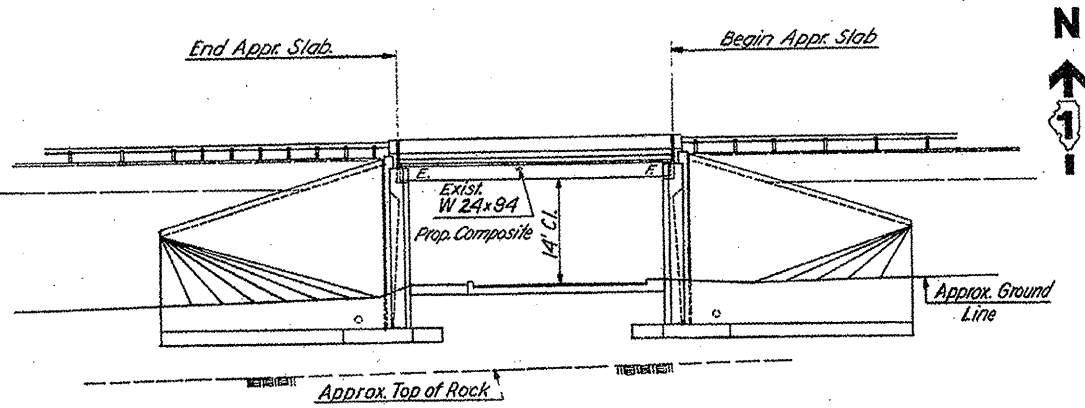 End Appr. Slab.
Begin Appr. Slab
N
1
E.
F.
Exist.
W 24x94
Prop. Composite
14' Cl.
Approx. Ground
Line
Approx. Top of Rock